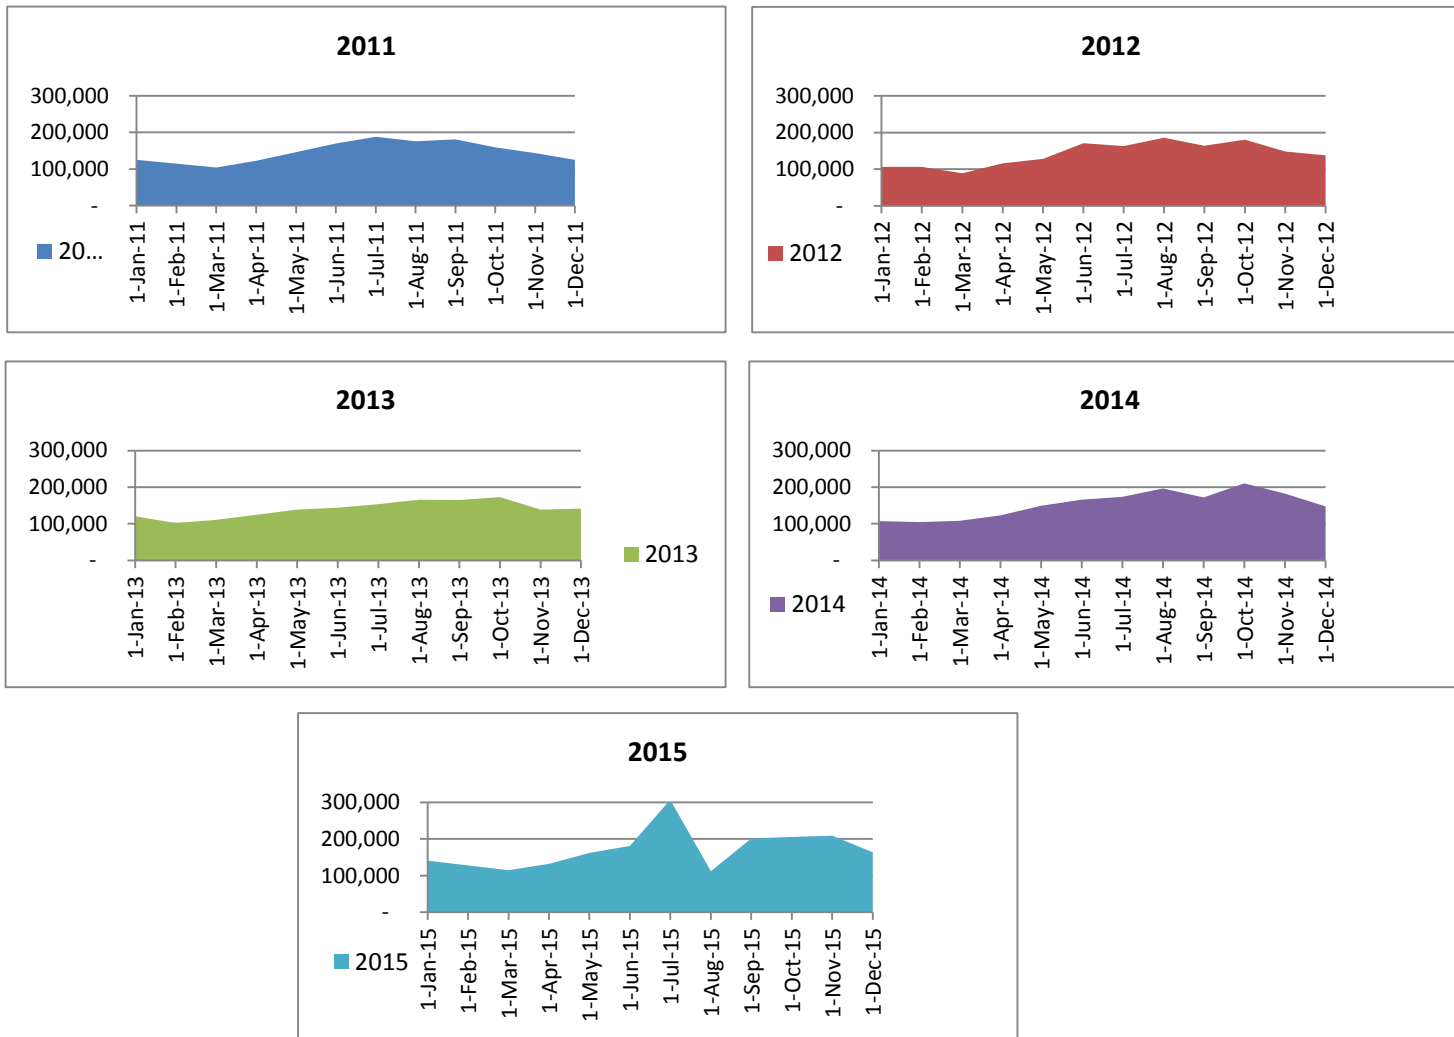 2011
300,000
200,000
100,000
-
1-Jan-11
1-Feb-11
1-Mar-11
1-Apr-11
1-May-11
1-Jun-11
1-Jul-11
1-Aug-11
1-Sep-11
1-Oct-11
1-Nov-11
1-Dec-11
20...
2012
300,000
200,000
100,000
-
1-Jan-12
1-Feb-12
1-Mar-12
1-Apr-12
1-May-12
1-Jun-12
1-Jul-12
1-Aug-12
1-Sep-12
1-Oct-12
1-Nov-12
1-Dec-12
2012
2013
300,000
200,000
100,000
-
1-Jan-13
1-Feb-13
1-Mar-13
1-Apr-13
1-May-13
1-Jun-13
1-Jul-13
1-Aug-13
1-Sep-13
1-Oct-13
1-Nov-13
1-Dec-13
2013
2014
300,000
200,000
100,000
-
1-Jan-14
1-Feb-14
1-Mar-14
1-Apr-14
1-May-14
1-Jun-14
1-Jul-14
1-Aug-14
1-Sep-14
1-Oct-14
1-Nov-14
1-Dec-14
2014
2015
300,000
200,000
100,000
-
1-Jan-15
1-Feb-15
1-Mar-15
1-Apr-15
1-May-15
1-Jun-15
1-Jul-15
1-Aug-15
1-Sep-15
1-Oct-15
1-Nov-15
1-Dec-15
2015